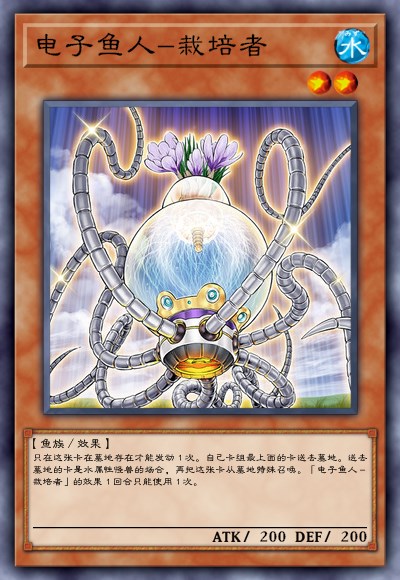 电子鱼人-栽培者
水
【鱼族/效果】
只在这张卡在墓地存在才能发动1次。自己卡组最上面的卡送去墓地。送去
墓地的卡是水属性怪兽的场合，再把这张卡从墓地特殊召唤。「电子鱼人-
栽培者」的效果1回合只能使用1次。
ATK/ 200 DEF/ 200